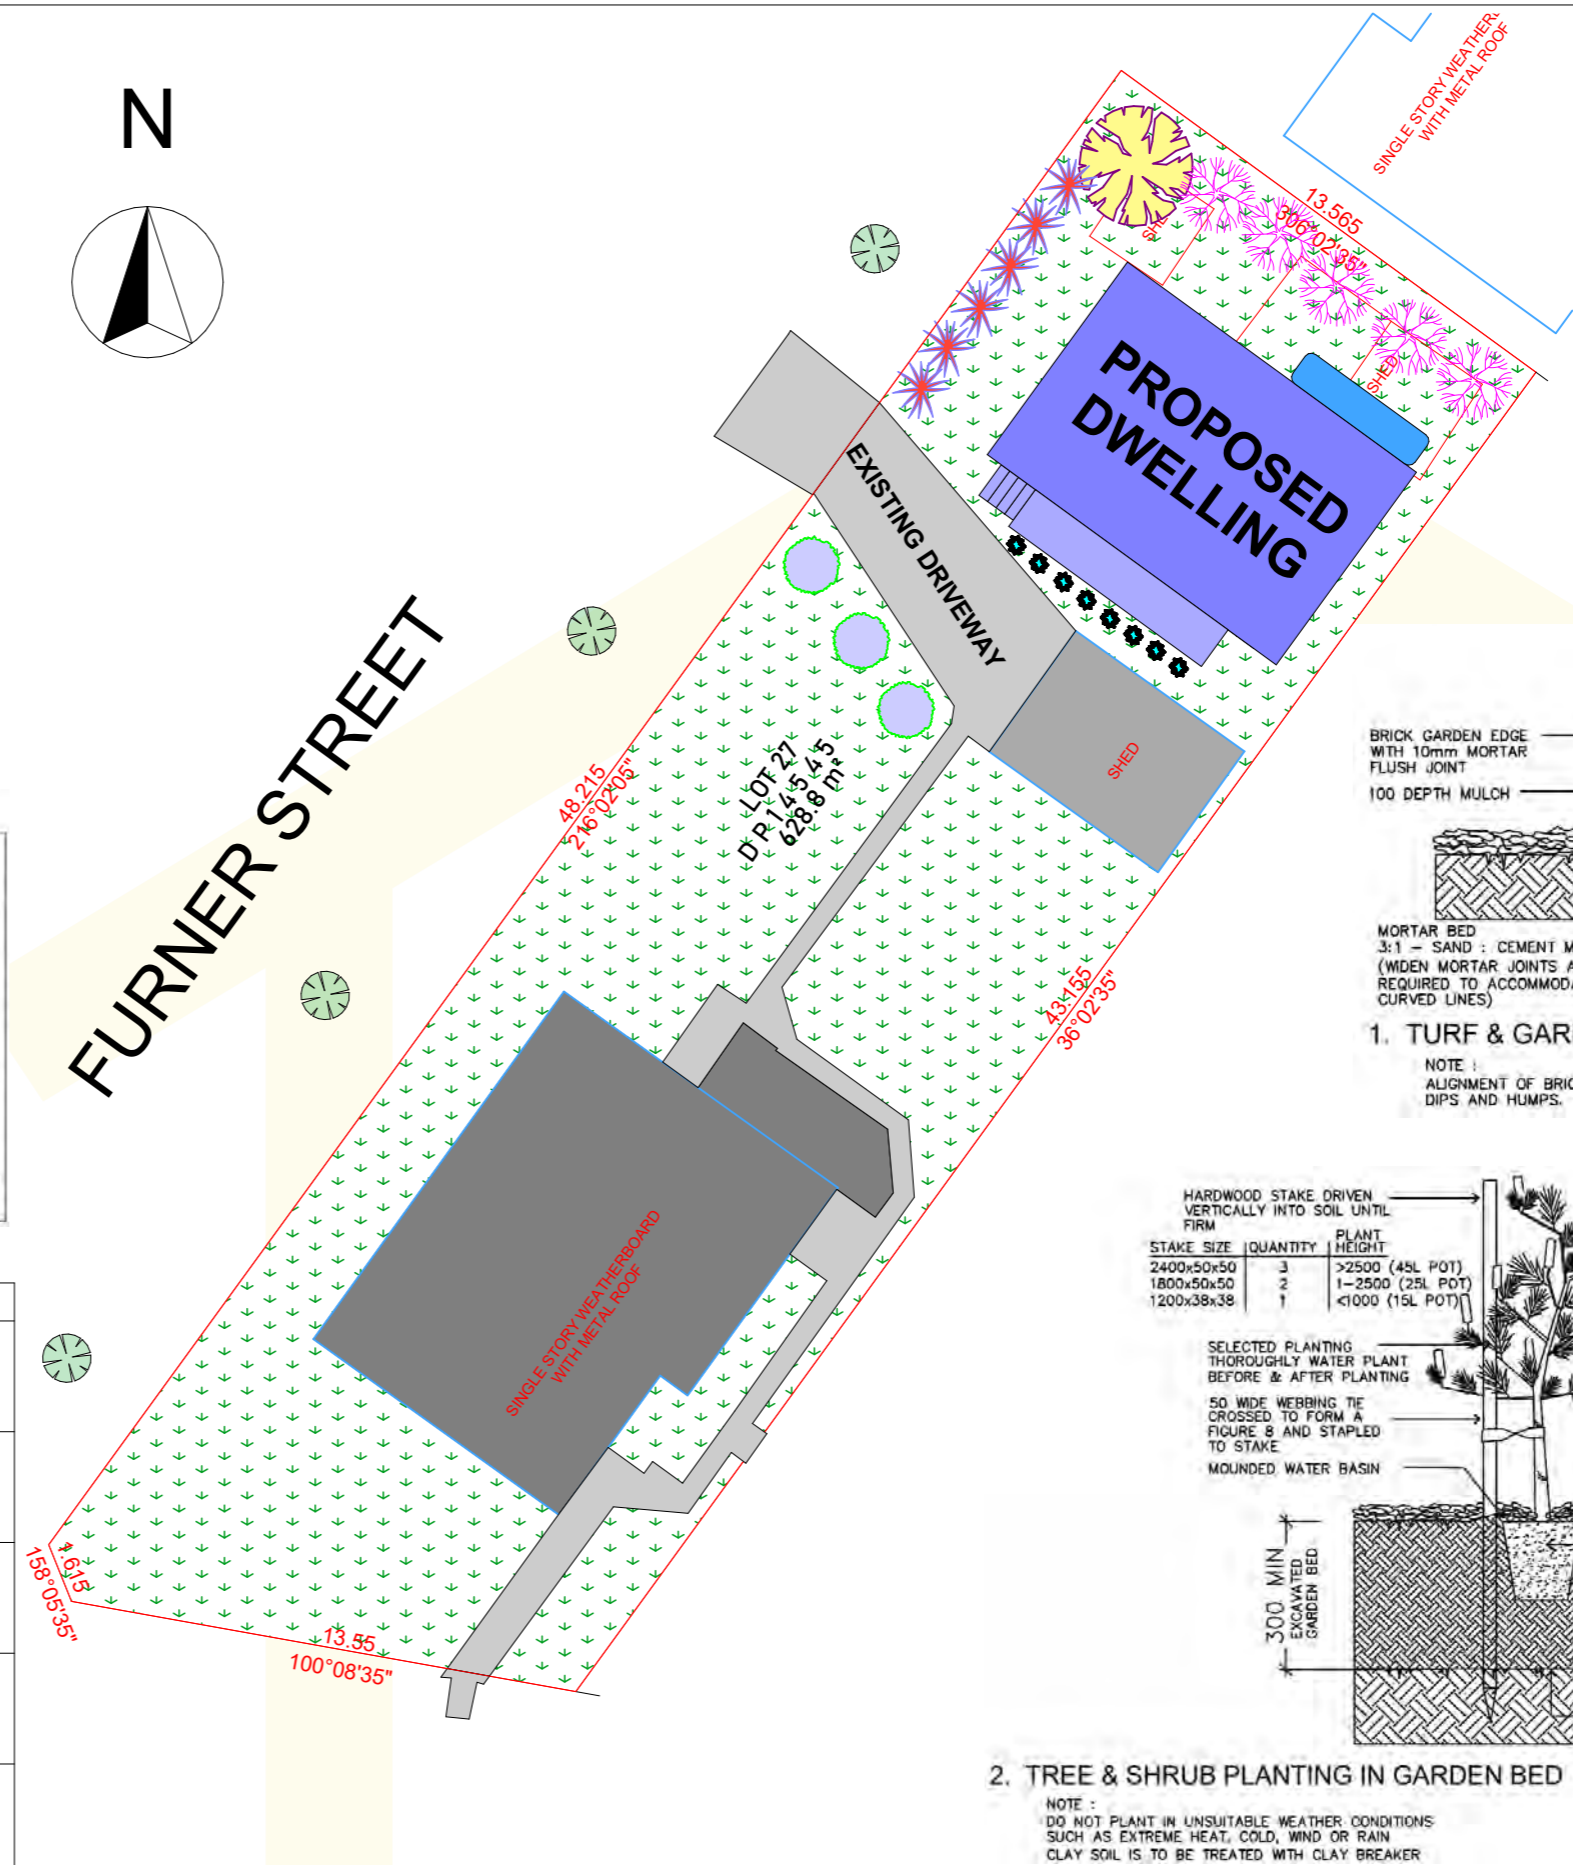 N
SINGLE STORY WEATHER
WITH METAL ROOF
13.565
306°02'35"
SHED
PROPOSED
DWELLING
EXISTING DRIVEWAY
FURNER STREET
48.215
216°02'05"
LOT 27
D P 1 4 5 4 5
628.8 m²
SHED
43.155
36°02'35"
SINGLE STORY WEATHERBOARD
WITH METAL ROOF
1.615
158°05'35"
13.55
100°08'35"
BRICK GARDEN EDGE
WITH 10mm MORTAR
FLUSH JOINT
100 DEPTH MULCH
MORTAR BED
3:1 – SAND : CEMENT M
(WIDEN MORTAR JOINTS A
REQUIRED TO ACCOMMODA
CURVED LINES)
1. TURF & GAR
NOTE :
ALIGNMENT OF BRIC
DIPS AND HUMPS.
HARDWOOD STAKE DRIVEN
VERTICALLY INTO SOIL UNTIL
FIRM
STAKE SIZE QUANTITY PLANT HEIGHT
2400x50x50 3 >2500 (45L POT)
1800x50x50 2 1-2500 (25L POT)
1200x38x38 1 <1000 (15L POT)
SELECTED PLANTING
THOROUGHLY WATER PLANT
BEFORE & AFTER PLANTING
50 WIDE WEBBING TIE
CROSSED TO FORM A
FIGURE 8 AND STAPLED
TO STAKE
MOUNDED WATER BASIN
300 MIN
EXCAVATED
GARDEN BED
2. TREE & SHRUB PLANTING IN GARDEN BED
NOTE :
DO NOT PLANT IN UNSUITABLE WEATHER CONDITIONS
SUCH AS EXTREME HEAT, COLD, WIND OR RAIN
CLAY SOIL IS TO BE TREATED WITH CLAY BREAKER